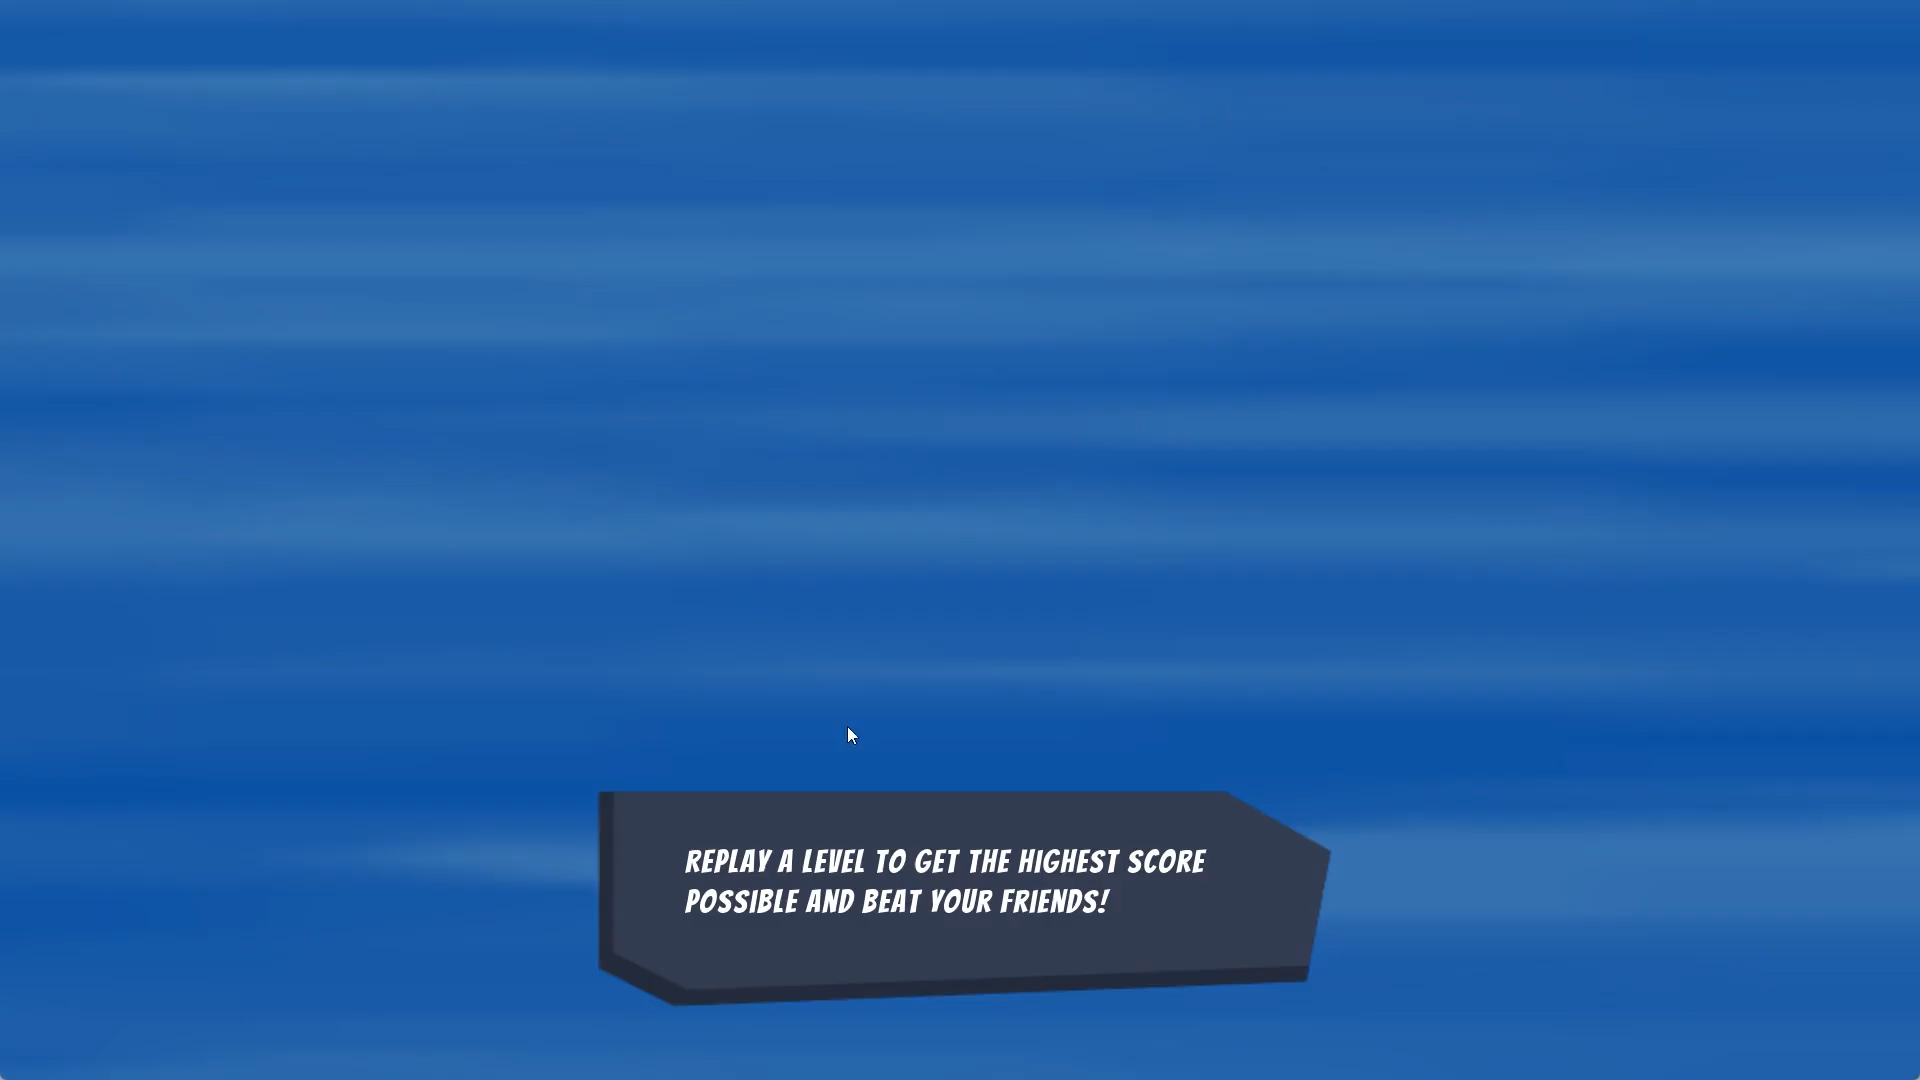 REPLAY A LEVEL TO GET THE HIGHEST SCORE
POSSIBLE AND BEAT YOUR FRIENDS!